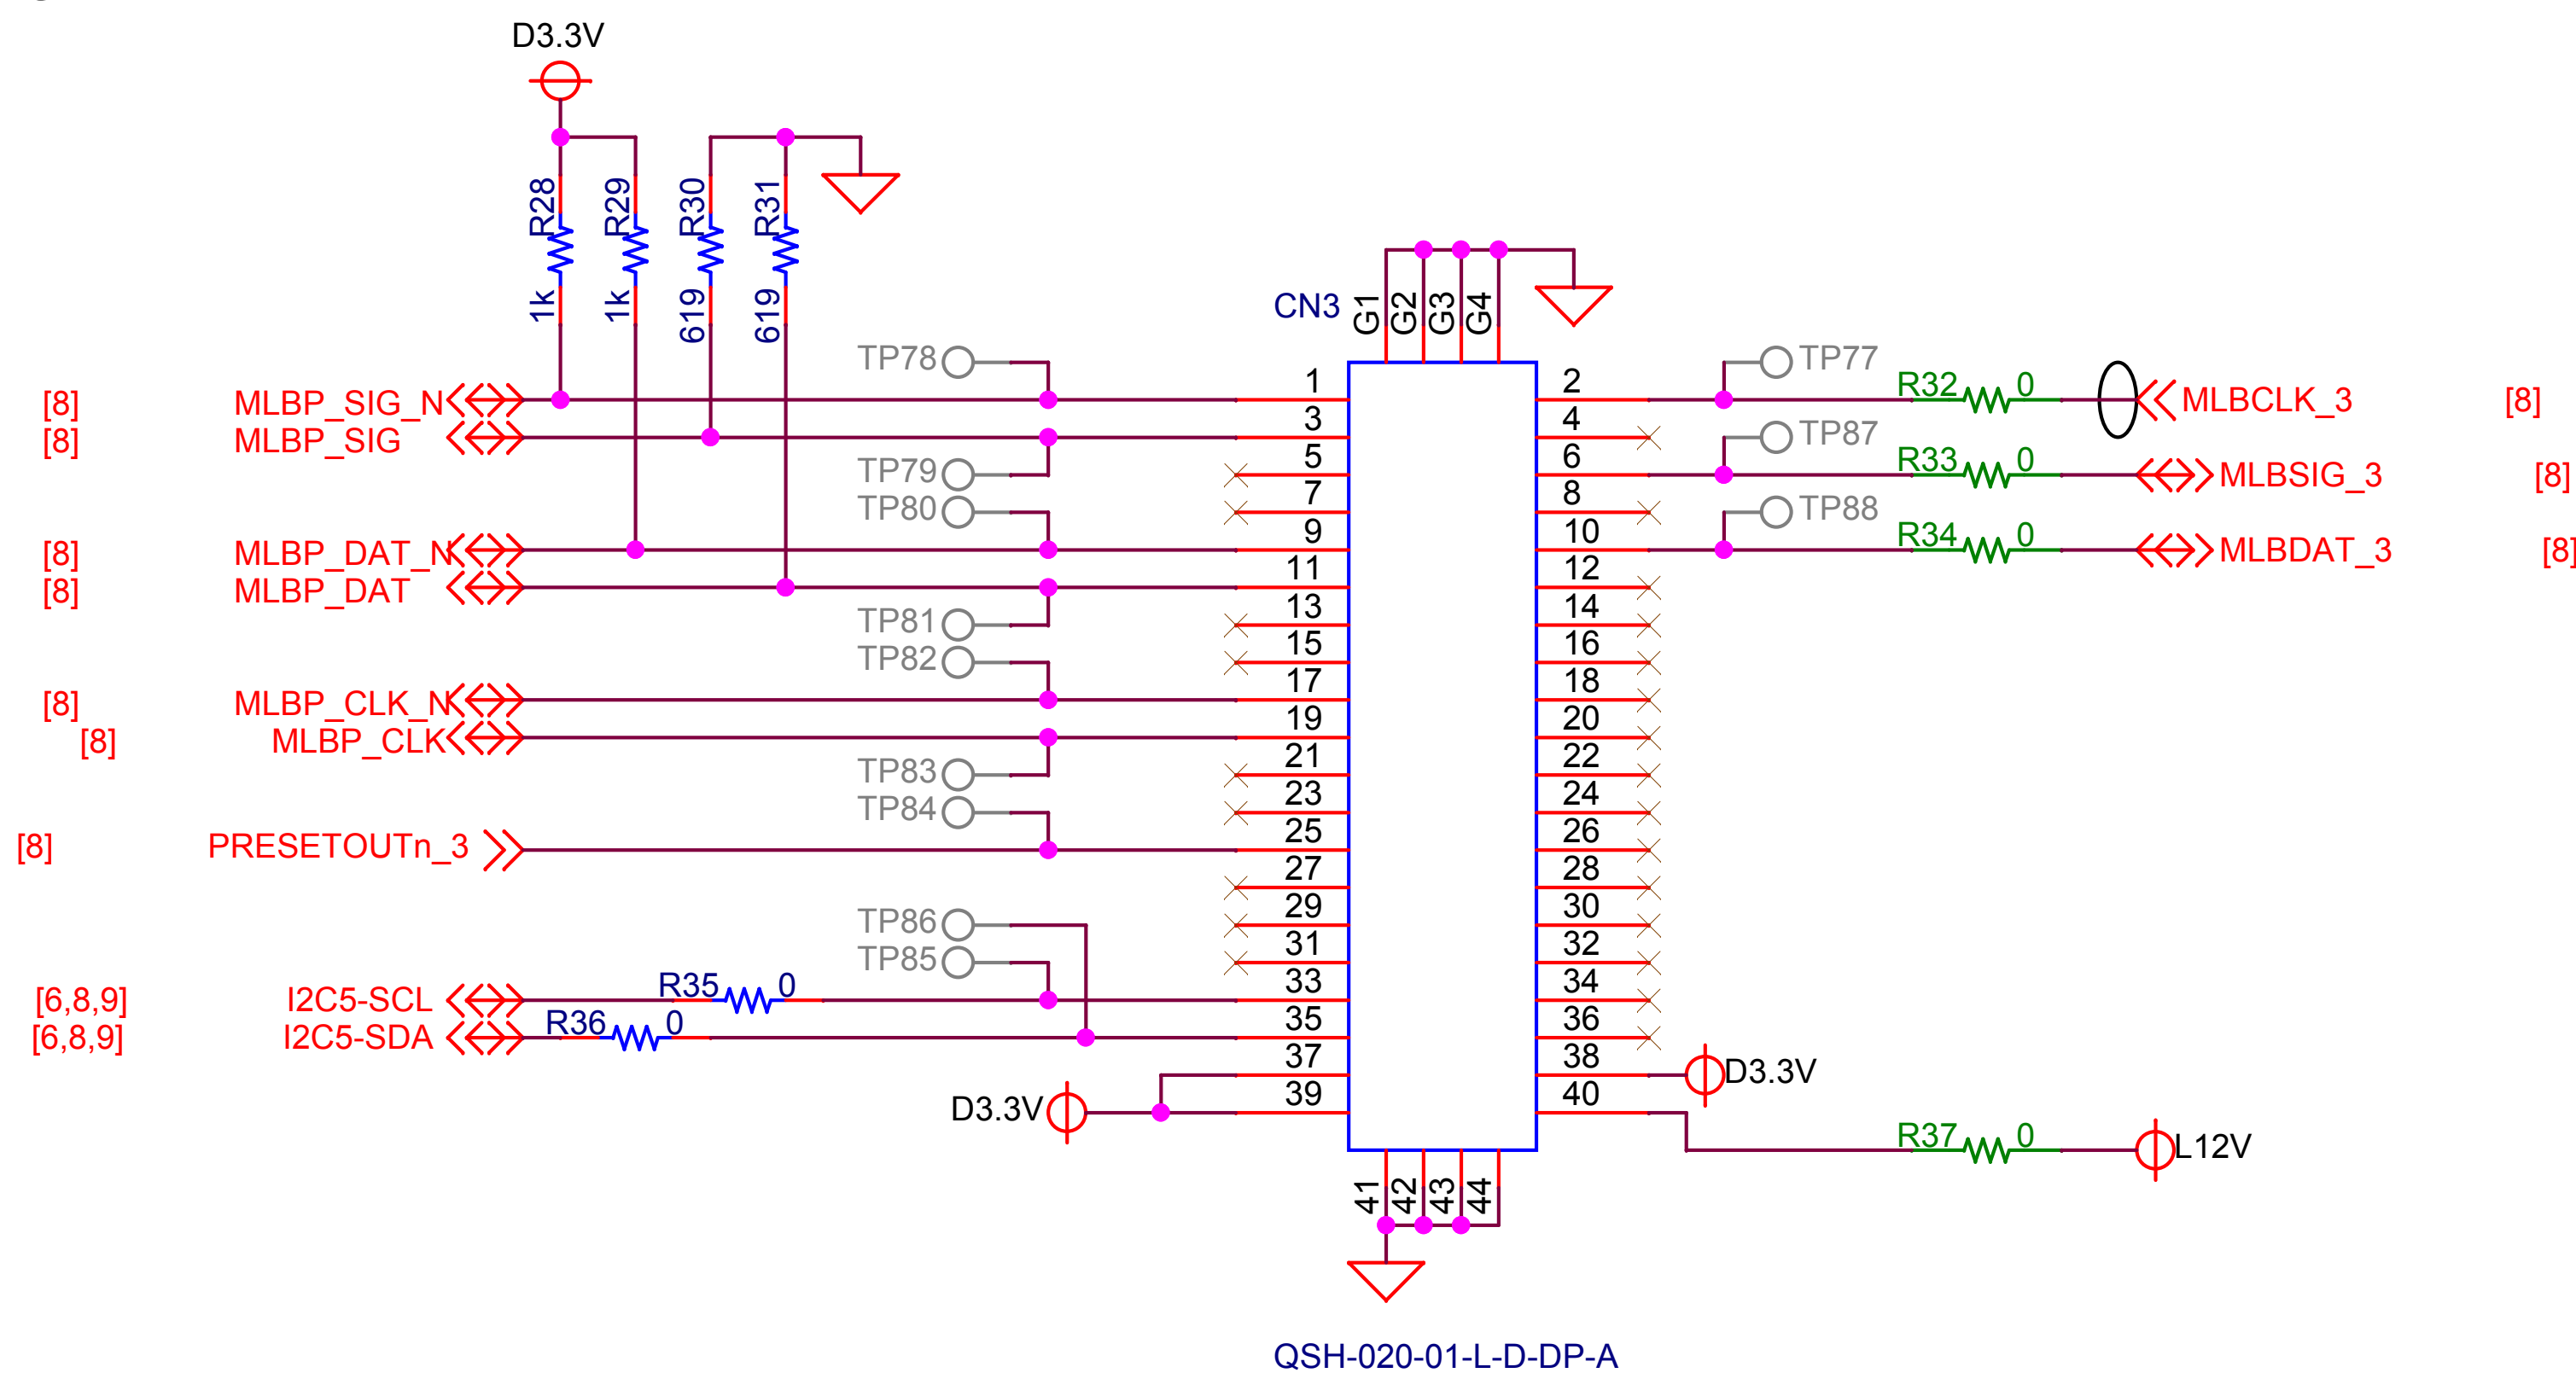 D3.3V
R28 R29 R30 R31
1k 1k 619 619
CN3 G1 G2 G3 G4
TP78 TP77
1 2 R32 0
[8] MLBP_SIG_N MLBCLK_3 [8]
3 4
[8] MLBP_SIG TP87
5 6 R33 0
TP79 MLBSIG_3 [8]
7 8
TP80 TP88
9 10 R34 0
[8] MLBP_DAT_N MLBDAT_3 [8]
11 12
[8] MLBP_DAT
13 14
TP81
15 16
TP82
17 18
[8] MLBP_CLK_N
19 20
[8] MLBP_CLK
21 22
TP83
23 24
TP84
25 26
[8] PRESETOUTn_3
27 28
29 30
TP86
31 32
TP85
33 34
[6,8,9] I2C5-SCL R35 0
35 36
[6,8,9] I2C5-SDA R36 0
37 38
D3.3V
39 40
D3.3V
R37 0
L12V
41 42 43 44
QSH-020-01-L-D-DP-A